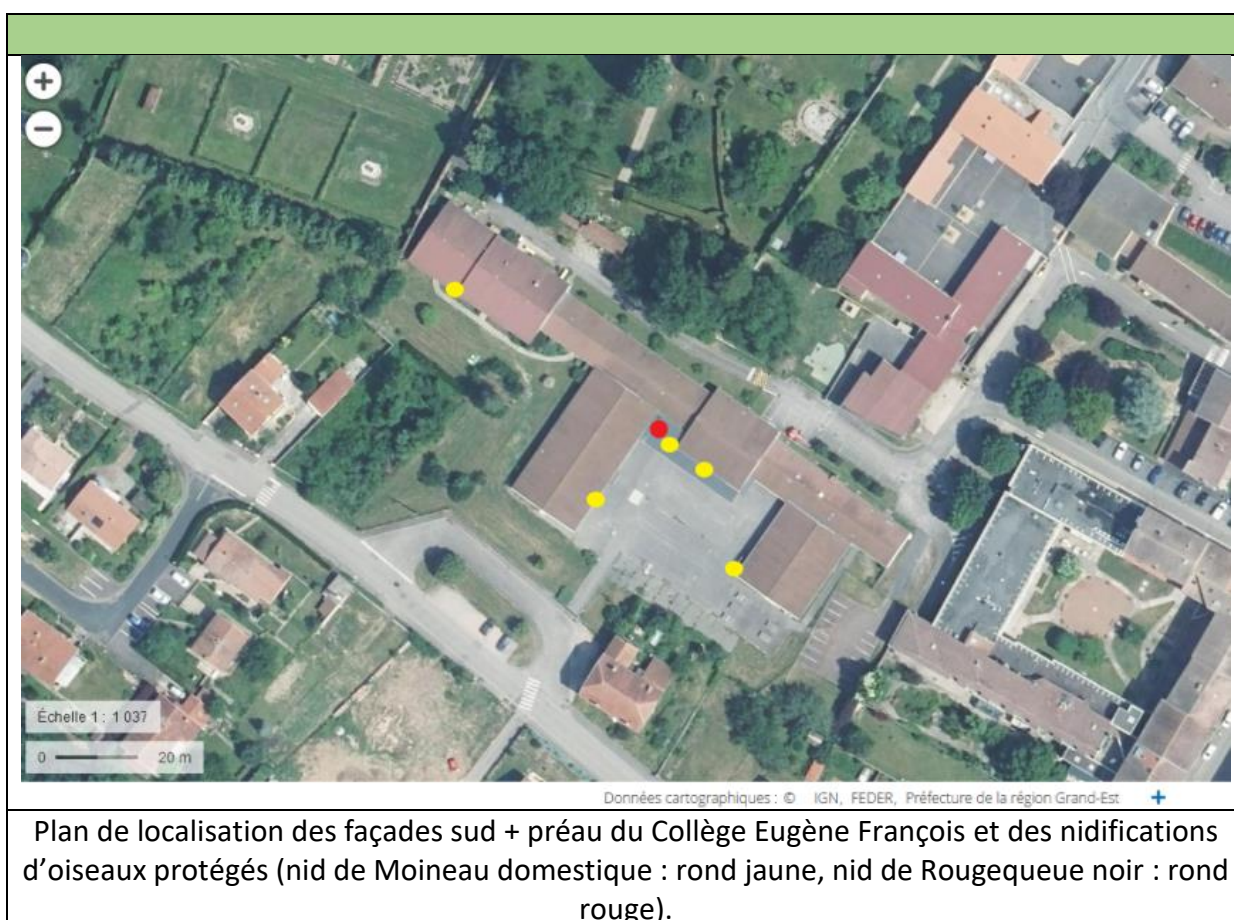 +
−
Échelle 1 : 1 037
0 20 m
Données cartographiques : © IGN, FEDER, Préfecture de la région Grand-Est +
Plan de localisation des façades sud + préau du Collège Eugène François et des nidifications
d’oiseaux protégés (nid de Moineau domestique : rond jaune, nid de Rougequeue noir : rond
rouge).